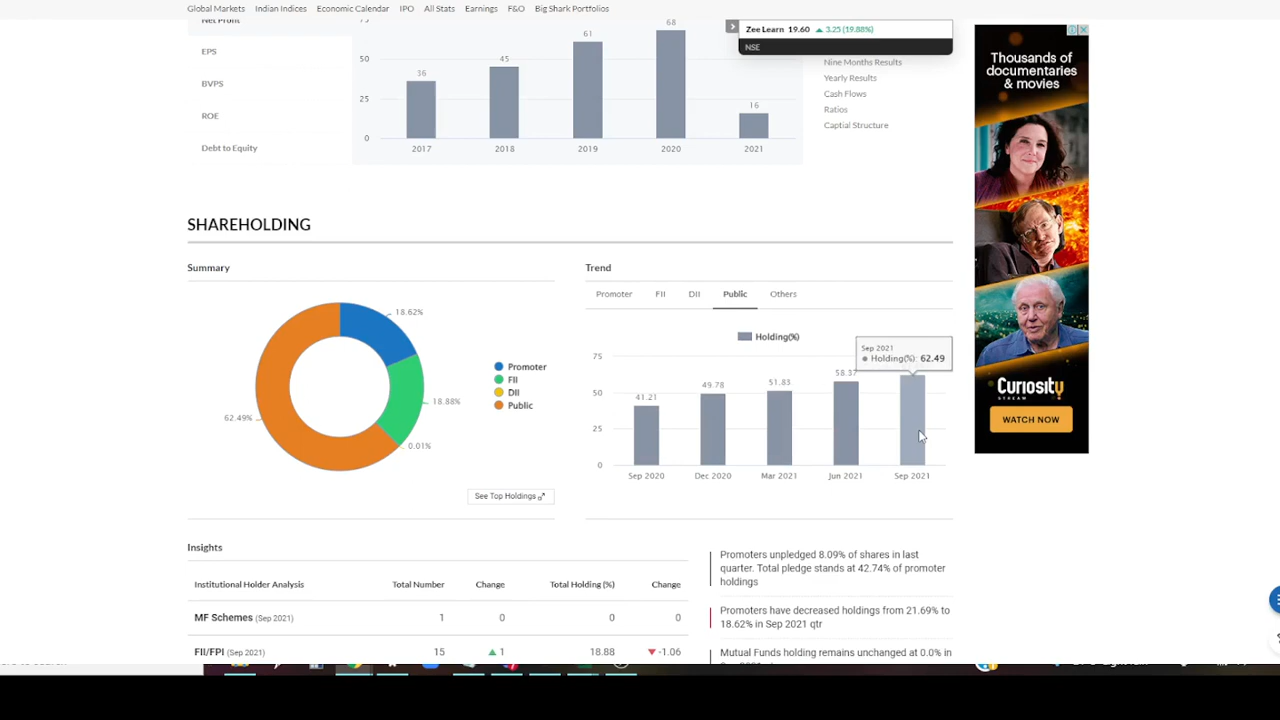 Global Markets Indian Indices Economic Calendar IPO All Stats Earnings F&O Big Shark Portfolios
Net Profit
EPS
BVPS
ROE
Debt to Equity
75
50
25
0
36
45
61
68
16
2017 2018 2019 2020 2021
Zee Learn 19.60 ▲ 3.25 (19.88%)
NSE
Nine Months Results
Yearly Results
Cash Flows
Ratios
Captial Structure
Thousands of
documentaries
& movies
CURIOSITY
STREAM
WATCH NOW
SHAREHOLDING
Summary
18.62%
18.88%
0.01%
62.49%
Promoter
FII
DII
Public
See Top Holdings
Trend
Promoter FII DII Public Others
Holding(%)
Sep 2021
Holding(%): 62.49
75
50
25
0
41.21
49.78
51.83
58.37
Sep 2020 Dec 2020 Mar 2021 Jun 2021 Sep 2021
Insights
Institutional Holder Analysis Total Number Change Total Holding (%) Change
MF Schemes (Sep 2021) 1 0 0 0
FII/FPI (Sep 2021) 15 ▲ 1 18.88 ▼ -1.06
Promoters unpledged 8.09% of shares in last
quarter. Total pledge stands at 42.74% of promoter
holdings
Promoters have decreased holdings from 21.69% to
18.62% in Sep 2021 qtr
Mutual Funds holding remains unchanged at 0.0% in